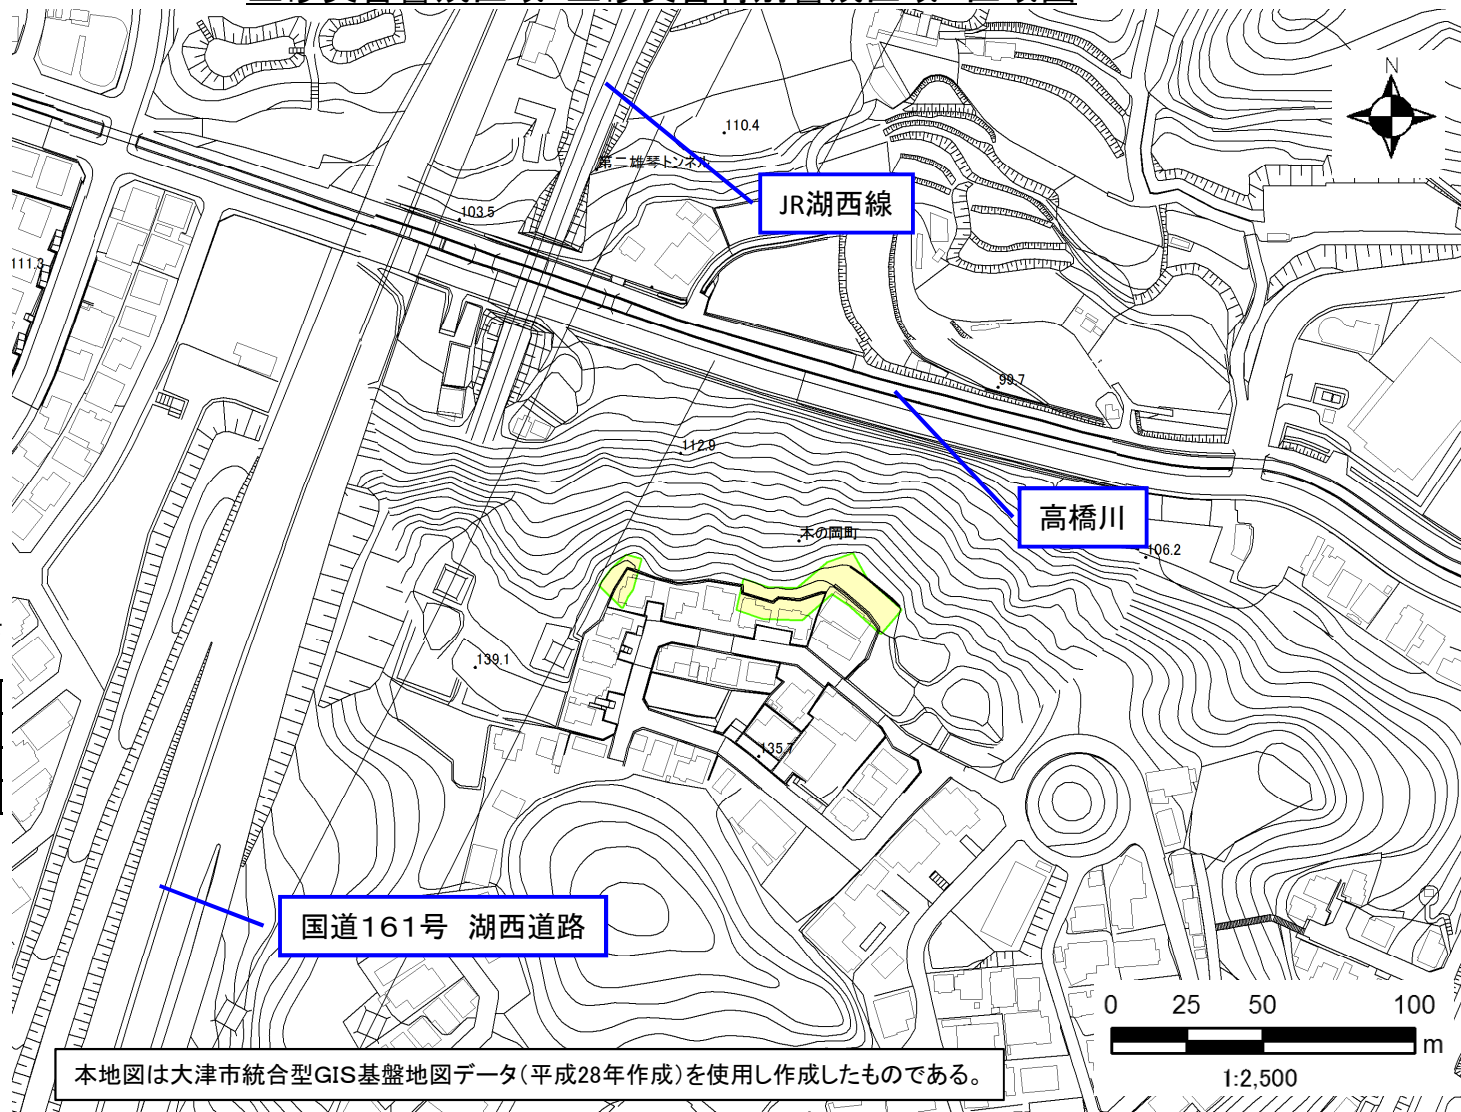 N
110.4
第二雄琴トンネル
JR湖西線
103.5
111.3
99.7
112.9
高橋川
木の岡町
106.2
139.1
135.7
国道161号 湖西道路
0 25 50 100
m
1:2,500
本地図は大津市統合型GIS基盤地図データ(平成28年作成)を使用し作成したものである。